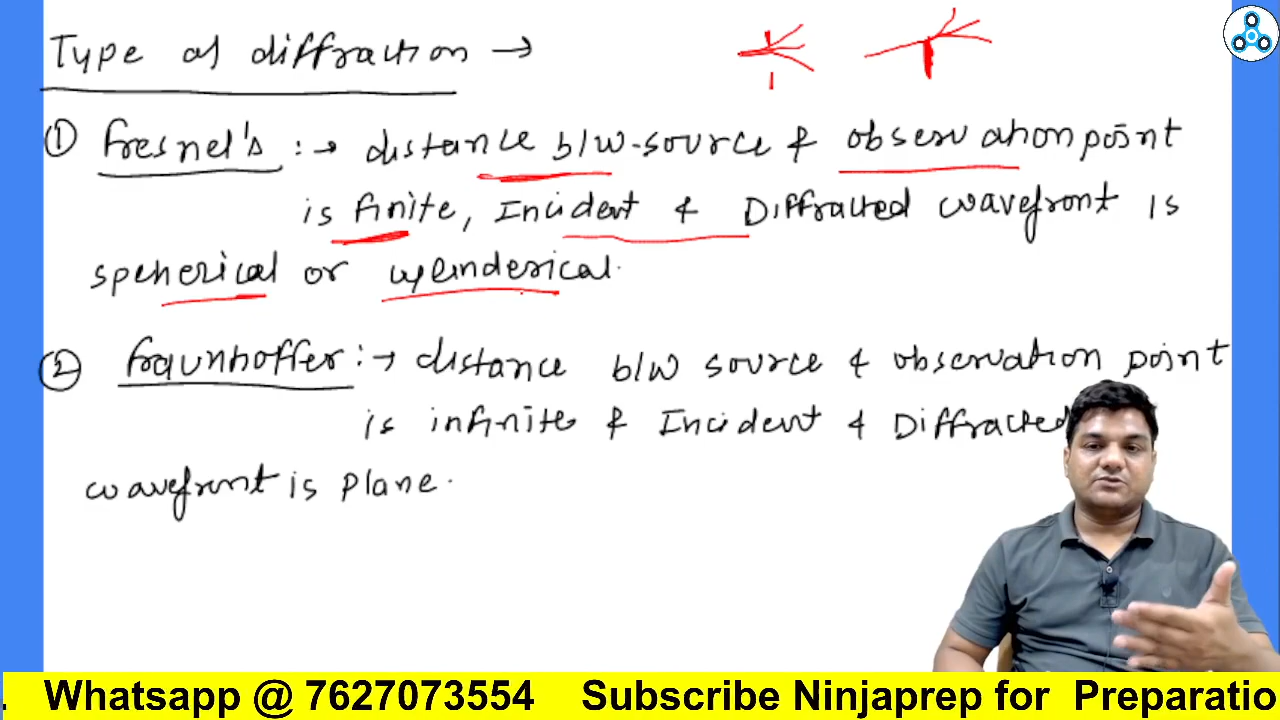 Type of diffraction →
① Fresnel's :→ distance b/w source & observation point
is finite, Incident & Diffracted wavefront is
spcherical or cylinderical.
② fraunhoffer :→ distance b/w source & observation point
is infinite & Incident & Diffracted
wavefront is plane.
. Whatsapp @ 7627073554 Subscribe Ninjaprep for Preparatio